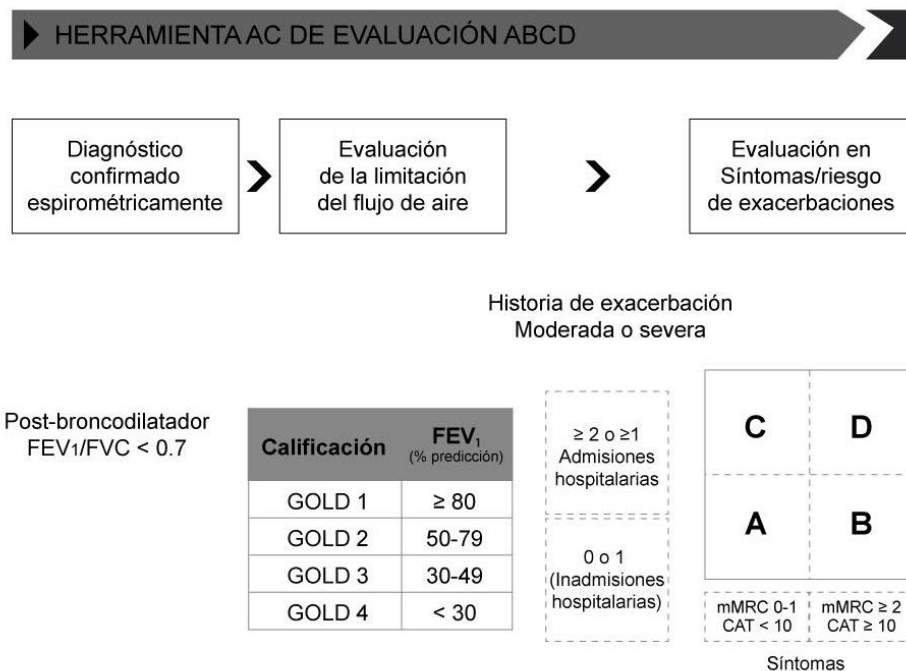 HERRAMIENTA AC DE EVALUACIÓN ABCD
Diagnóstico
confirmado
espirométricamente
Evaluación
de la limitación
del flujo de aire
Evaluación en
Síntomas/riesgo
de exacerbaciones
Historia de exacerbación
Moderada o severa
Post-broncodilatador
FEV₁/FVC < 0.7
Calificación FEV₁ (% predicción)
GOLD 1 ≥ 80
GOLD 2 50-79
GOLD 3 30-49
GOLD 4 < 30
≥ 2 o ≥1
Admisiones
hospitalarias
0 o 1
(Inadmisiones
hospitalarias)
C D
A B
mMRC 0-1
CAT < 10
mMRC ≥ 2
CAT ≥ 10
Síntomas